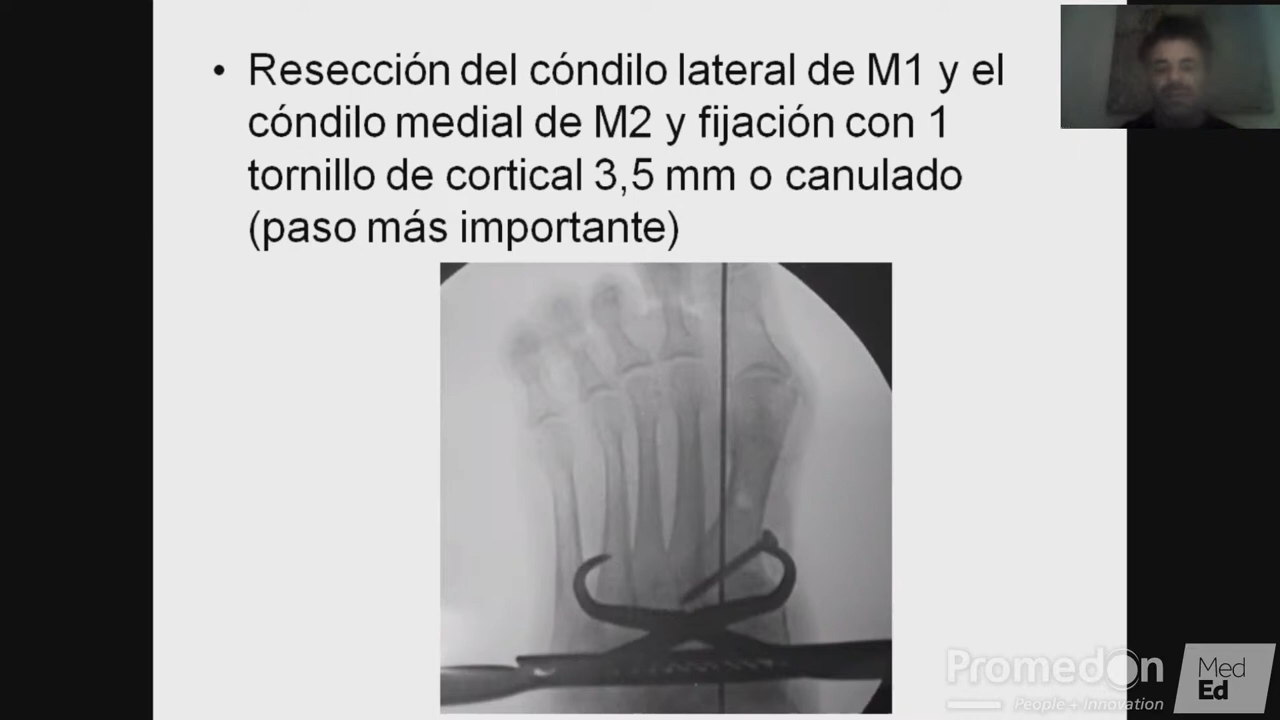 • Resección del cóndilo lateral de M1 y el
cóndilo medial de M2 y fijación con 1
tornillo de cortical 3,5 mm o canulado
(paso más importante)
Promedon
People + Innovation
Med
Ed